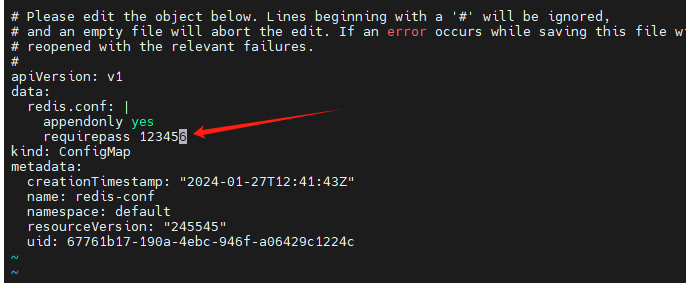 # Please edit the object below. Lines beginning with a '#' will be ignored,
# and an empty file will abort the edit. If an error occurs while saving this file
# reopened with the relevant failures.
#
apiVersion: v1
data:
  redis.conf: |
    appendonly yes
    requirepass 123456
kind: ConfigMap
metadata:
  creationTimestamp: "2024-01-27T12:41:43Z"
  name: redis-conf
  namespace: default
  resourceVersion: "245545"
  uid: 67761b17-190a-4ebc-946f-a06429c1224c
~
~